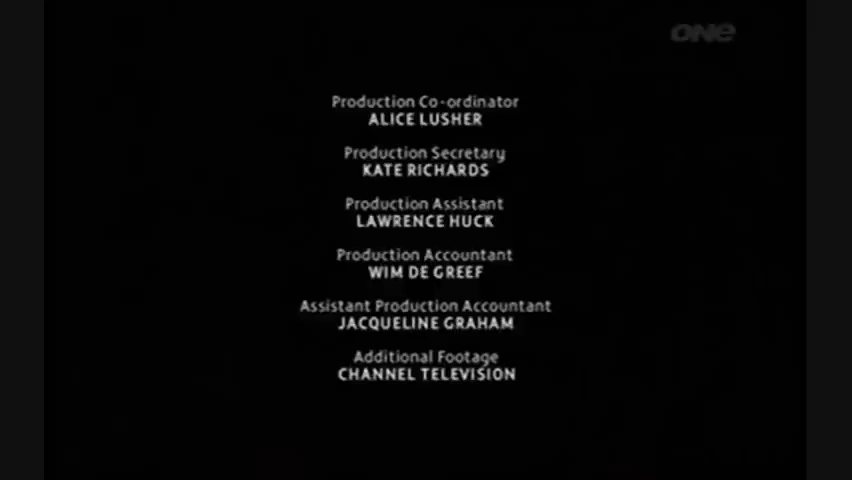 ONE
Production Co-ordinator
ALICE LUSHER
Production Secretary
KATE RICHARDS
Production Assistant
LAWRENCE HUCK
Production Accountant
WIM DE GREEF
Assistant Production Accountant
JACQUELINE GRAHAM
Additional Footage
CHANNEL TELEVISION